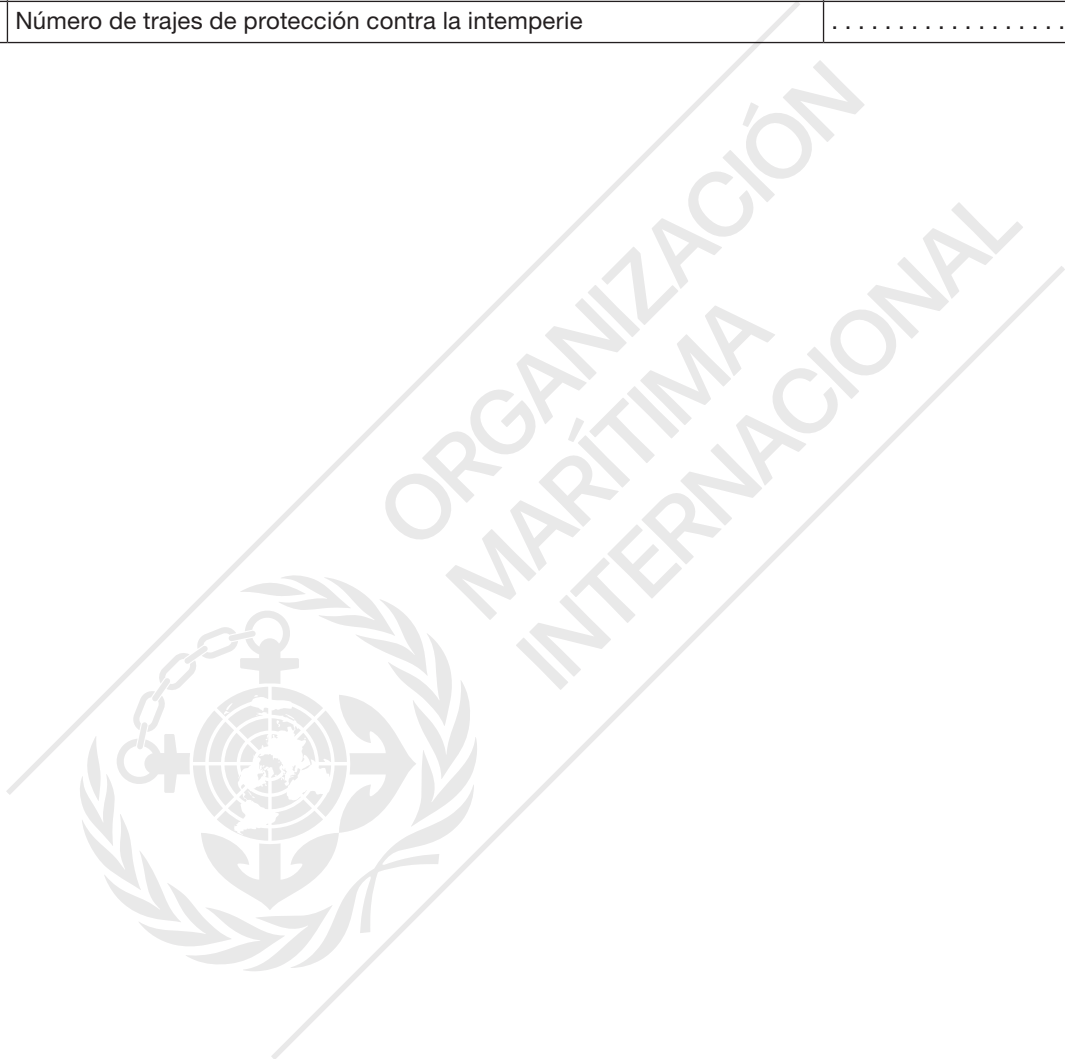 Número de trajes de protección contra la intemperie . . . . . . . . . . . . . . . . . .
ORGANIZACIÓN
MARÍTIMA
INTERNACIONAL